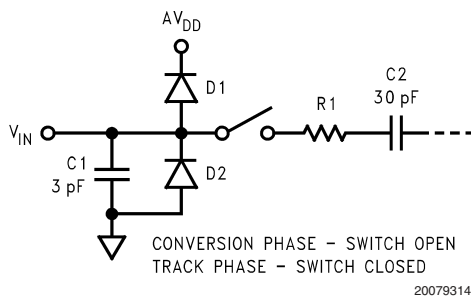 AVDD
D1
C2
30 pF
R1
VIN
C1
3 pF
D2
CONVERSION PHASE – SWITCH OPEN
TRACK PHASE – SWITCH CLOSED
20079314